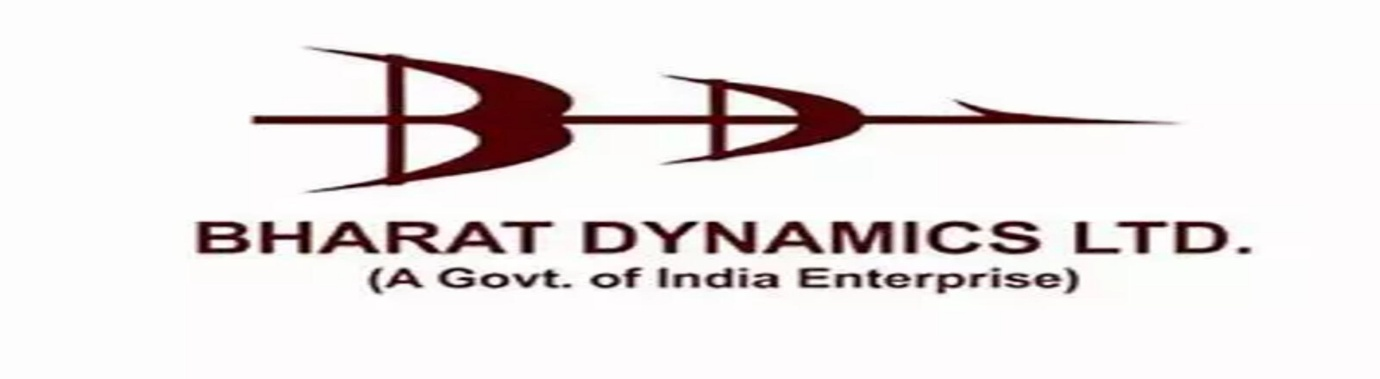 BHARAT DYNAMICS LTD.
(A Govt. of India Enterprise)